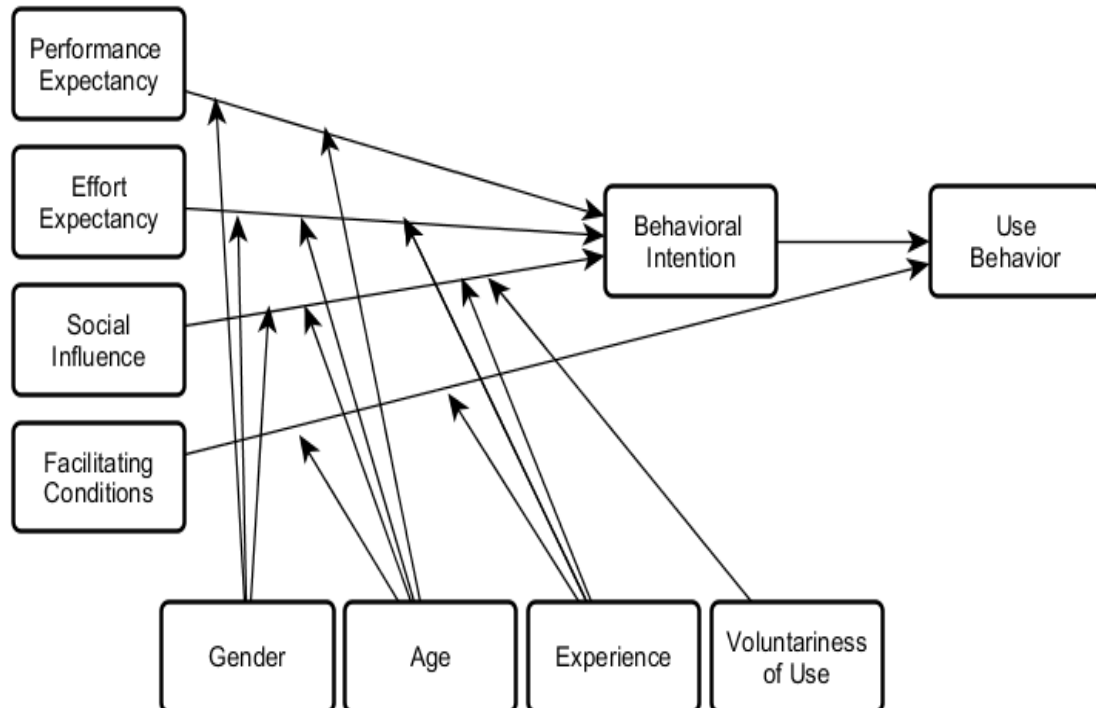 Performance
Expectancy
Effort
Expectancy
Social
Influence
Facilitating
Conditions
Behavioral
Intention
Use
Behavior
Gender
Age
Experience
Voluntariness
of Use